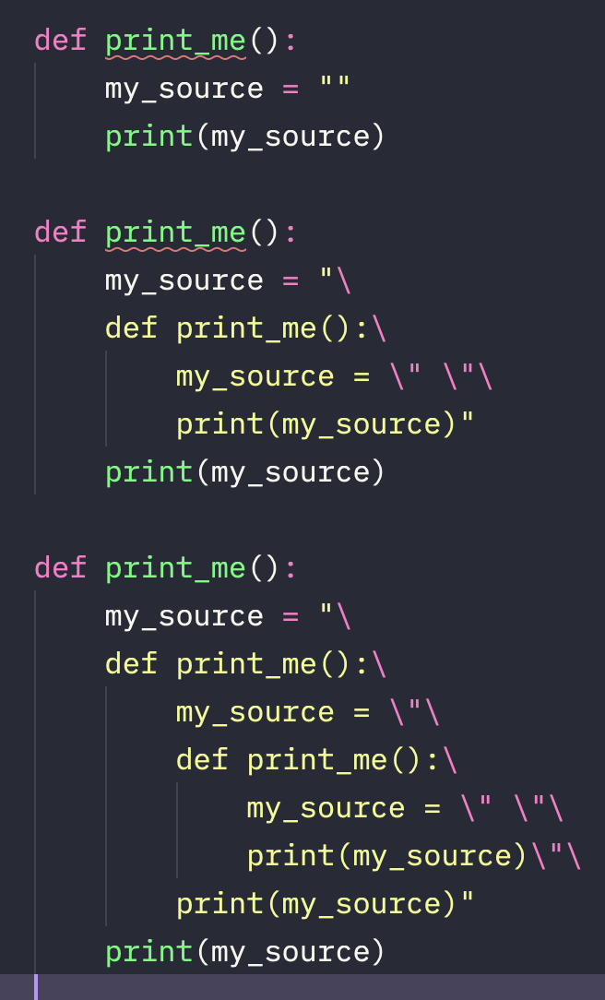 def print_me():
    my_source = ""
    print(my_source)

def print_me():
    my_source = "\
    def print_me():\
        my_source = \" \"\
        print(my_source)"
    print(my_source)

def print_me():
    my_source = "\
    def print_me():\
        my_source = \"\
        def print_me():\
            my_source = \" \"\
            print(my_source)\"\
        print(my_source)"
    print(my_source)